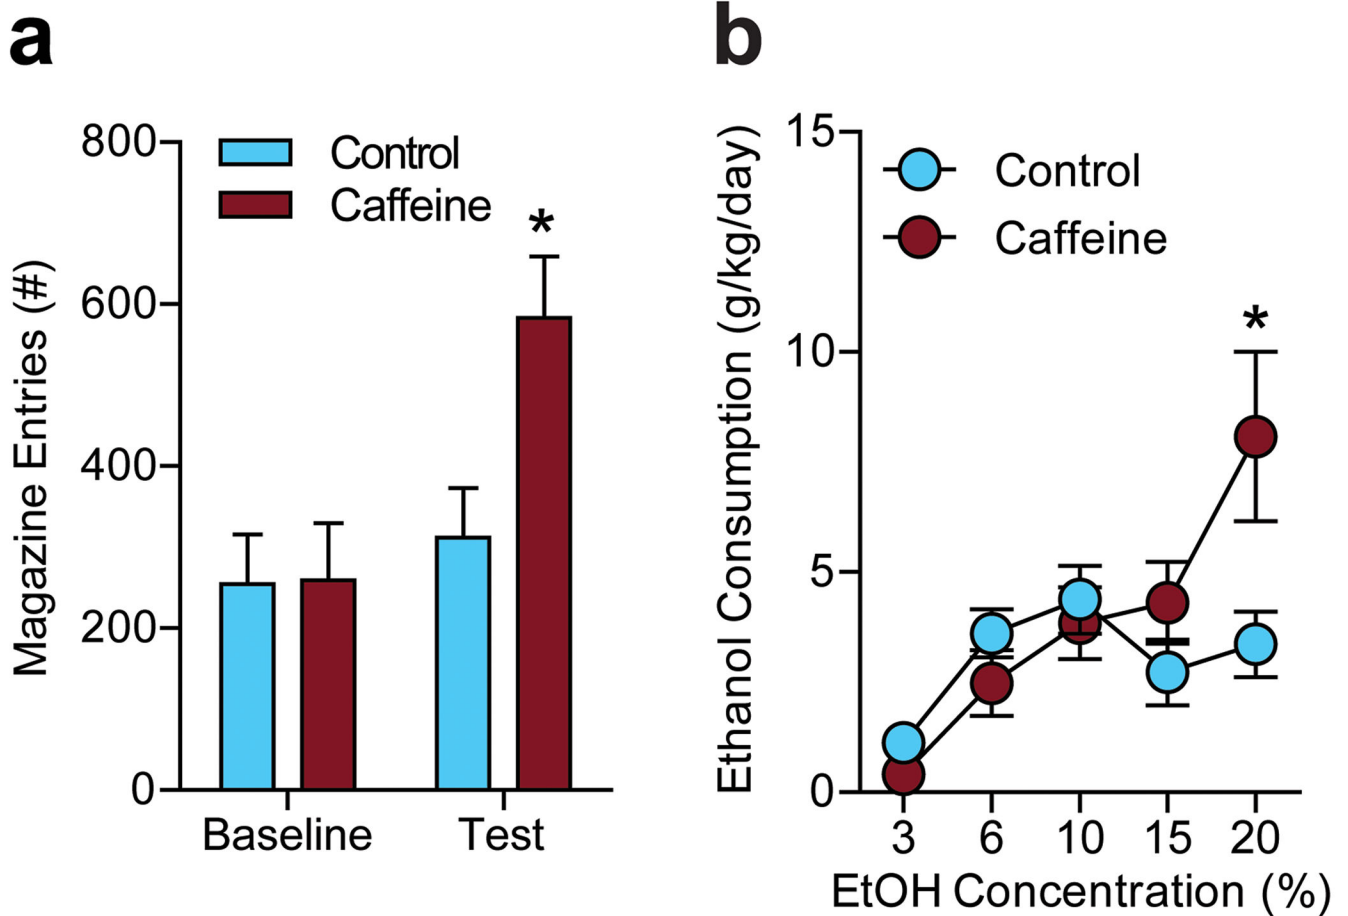 a
Magazine Entries (#)
800
600
400
200
0
Control
Caffeine
*
Baseline
Test
b
Ethanol Consumption (g/kg/day)
15
10
5
0
Control
Caffeine
*
3
6
10
15
20
EtOH Concentration (%)